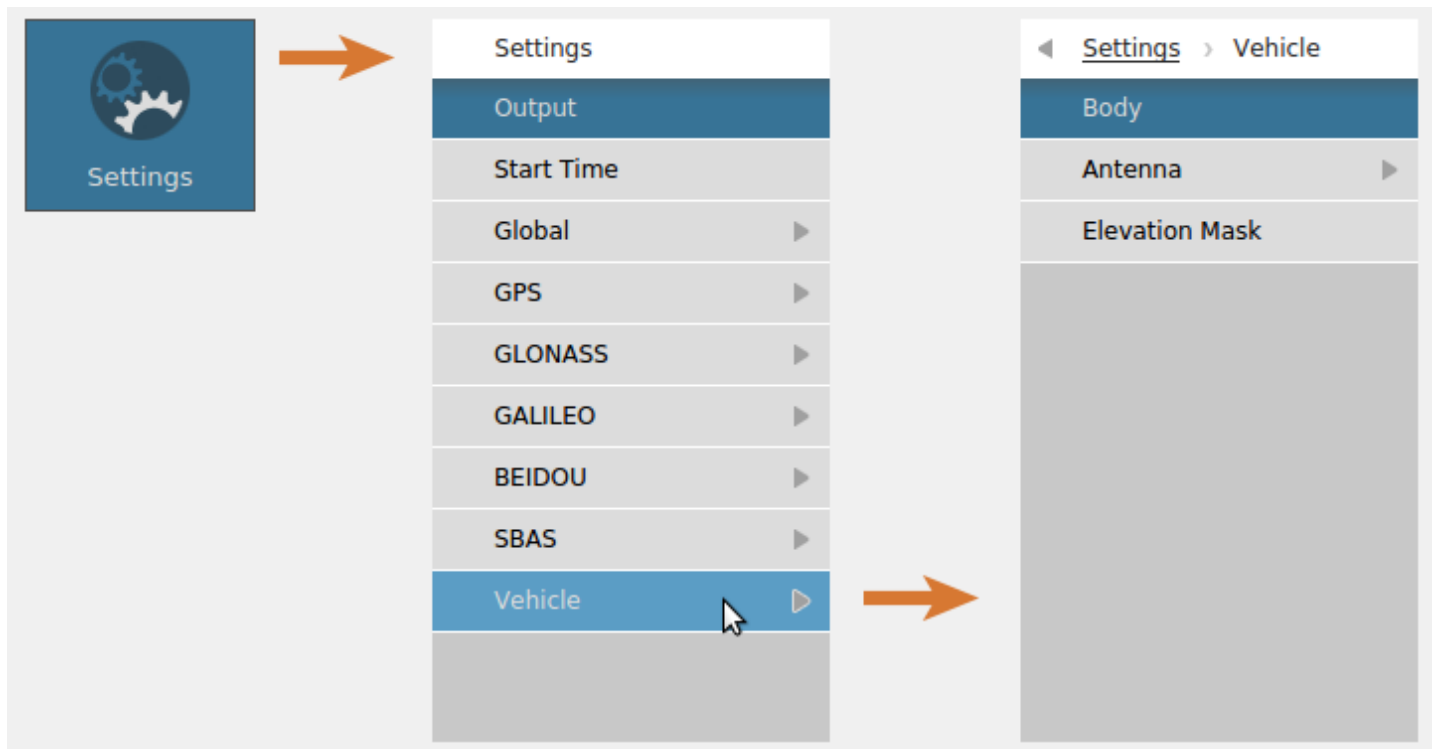 Settings
Settings
Output
Start Time
Global
GPS
GLONASS
GALILEO
BEIDOU
SBAS
Vehicle
Settings › Vehicle
Body
Antenna
Elevation Mask